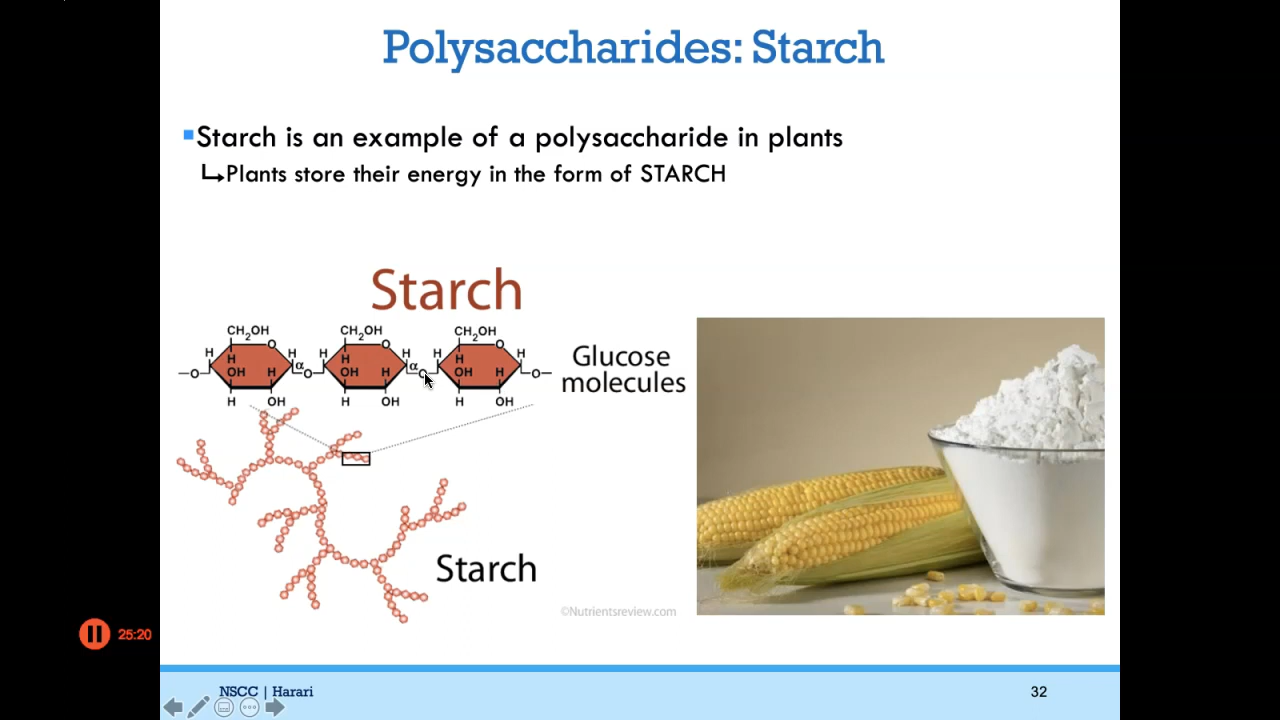 Polysaccharides: Starch
Starch is an example of a polysaccharide in plants
Plants store their energy in the form of STARCH
Starch
CH2OH CH2OH CH2OH
O O O
H H H H H H
H H H
α α
OH H OH H OH H
O O O O
H OH H OH H OH
Glucose
molecules
Starch
©Nutrientsreview.com
25:20
NSCC | Harari
32